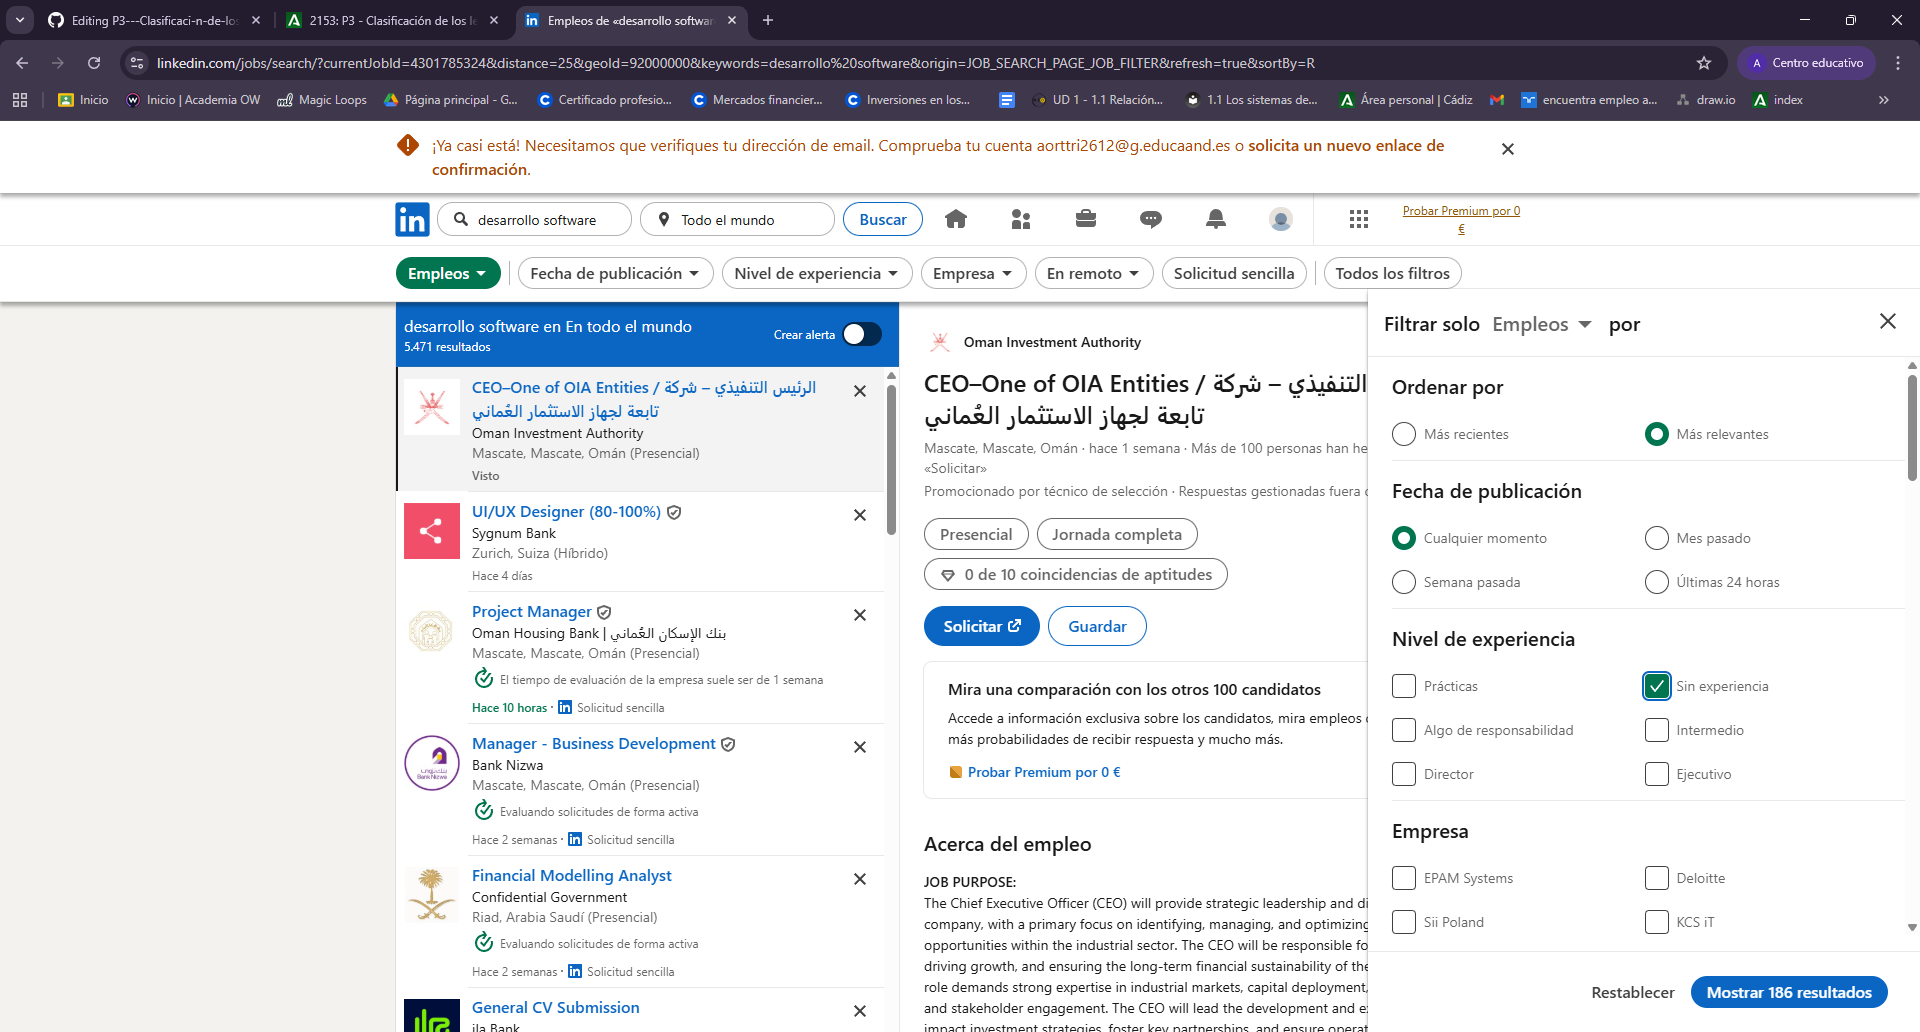 Editing P3---Clasificaci-n-de-los
2153: P3 - Clasificación de los le
Empleos de «desarrollo softwar
linkedin.com/jobs/search/?currentJobId=4301785324&distance=25&geoId=92000000&keywords=desarrollo%20software&origin=JOB_SEARCH_PAGE_JOB_FILTER&refresh=true&sortBy=R
Centro educativo
Inicio
Inicio | Academia OW
Magic Loops
Página principal - G...
Certificado profesio...
Mercados financier...
Inversiones en los...
UD 1 - 1.1 Relación,...
1.1 Los sistemas de...
Área personal | Cádiz
encuentra empleo a...
draw.io
index
¡Ya casi está! Necesitamos que verifiques tu dirección de email. Comprueba tu cuenta aorttri2612@g.educaand.es o solicita un nuevo enlace de
confirmación.
desarrollo software
Todo el mundo
Buscar
Probar Premium por 0
€
Empleos
Fecha de publicación
Nivel de experiencia
Empresa
En remoto
Solicitud sencilla
Todos los filtros
desarrollo software en En todo el mundo
5.471 resultados
Crear alerta
CEO–One of OIA Entities / الرئيس التنفيذي – شركة
تابعة لجهاز الاستثمار العُماني
Oman Investment Authority
Mascate, Mascate, Omán (Presencial)
Visto
UI/UX Designer (80-100%)
Sygnum Bank
Zurich, Suiza (Híbrido)
Hace 4 días
Project Manager
Oman Housing Bank | بنك الإسكان العُماني
Mascate, Mascate, Omán (Presencial)
El tiempo de evaluación de la empresa suele ser de 1 semana
Hace 10 horas · Solicitud sencilla
Manager - Business Development
Bank Nizwa
Mascate, Mascate, Omán (Presencial)
Evaluando solicitudes de forma activa
Hace 2 semanas · Solicitud sencilla
Financial Modelling Analyst
Confidential Government
Riad, Arabia Saudí (Presencial)
Evaluando solicitudes de forma activa
Hace 2 semanas · Solicitud sencilla
General CV Submission
ila Bank
Oman Investment Authority
CEO–One of OIA Entities / التنفيذي – شركة
تابعة لجهاز الاستثمار العُماني
Mascate, Mascate, Omán · hace 1 semana · Más de 100 personas han he
«Solicitar»
Promocionado por técnico de selección · Respuestas gestionadas fuera
Presencial
Jornada completa
0 de 10 coincidencias de aptitudes
Solicitar
Guardar
Mira una comparación con los otros 100 candidatos
Accede a información exclusiva sobre los candidatos, mira empleos
más probabilidades de recibir respuesta y mucho más.
Probar Premium por 0 €
Acerca del empleo
JOB PURPOSE:
The Chief Executive Officer (CEO) will provide strategic leadership and di
company, with a primary focus on identifying, managing, and optimizing
opportunities within the industrial sector. The CEO will be responsible fo
driving growth, and ensuring the long-term financial sustainability of the
role demands strong expertise in industrial markets, capital deployment,
and stakeholder engagement. The CEO will lead the development and e
impact investment strategies, foster key partnerships, and ensure operat
Filtrar solo Empleos por
Ordenar por
Más recientes
Más relevantes
Fecha de publicación
Cualquier momento
Mes pasado
Semana pasada
Últimas 24 horas
Nivel de experiencia
Prácticas
Sin experiencia
Algo de responsabilidad
Intermedio
Director
Ejecutivo
Empresa
EPAM Systems
Deloitte
Sii Poland
KCS iT
Restablecer
Mostrar 186 resultados